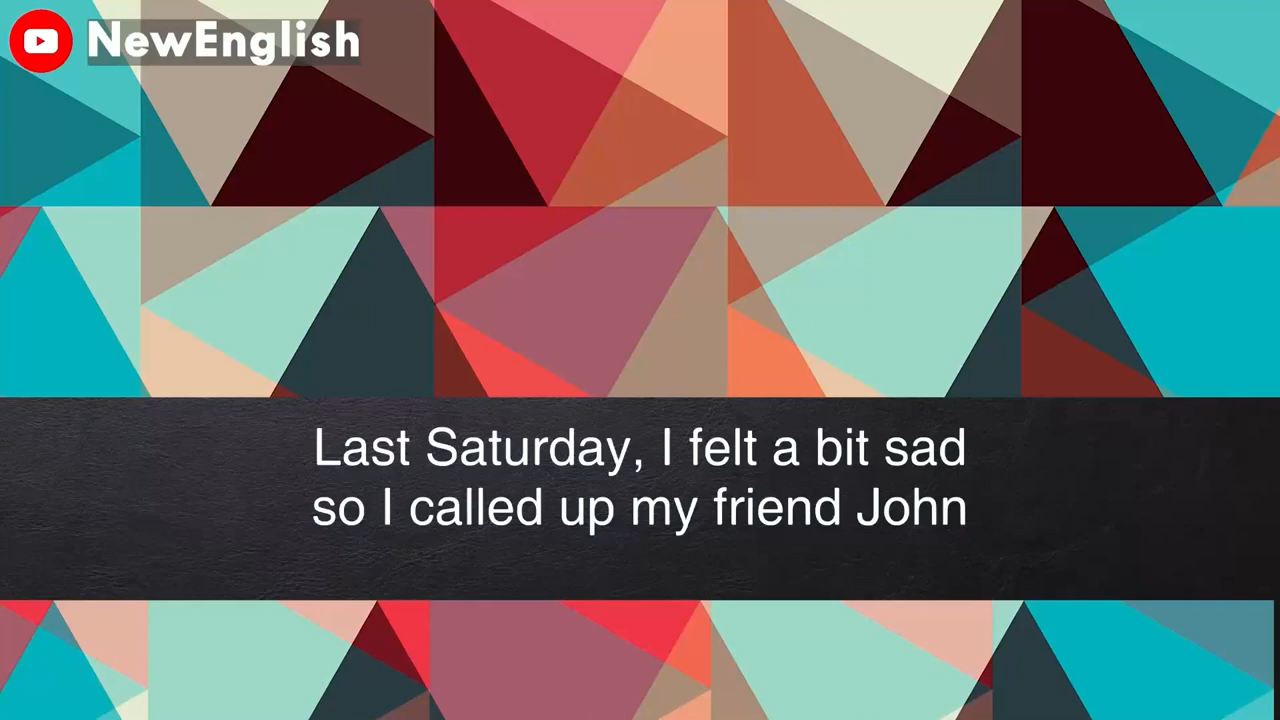 NewEnglish
Last Saturday, I felt a bit sad
so I called up my friend John